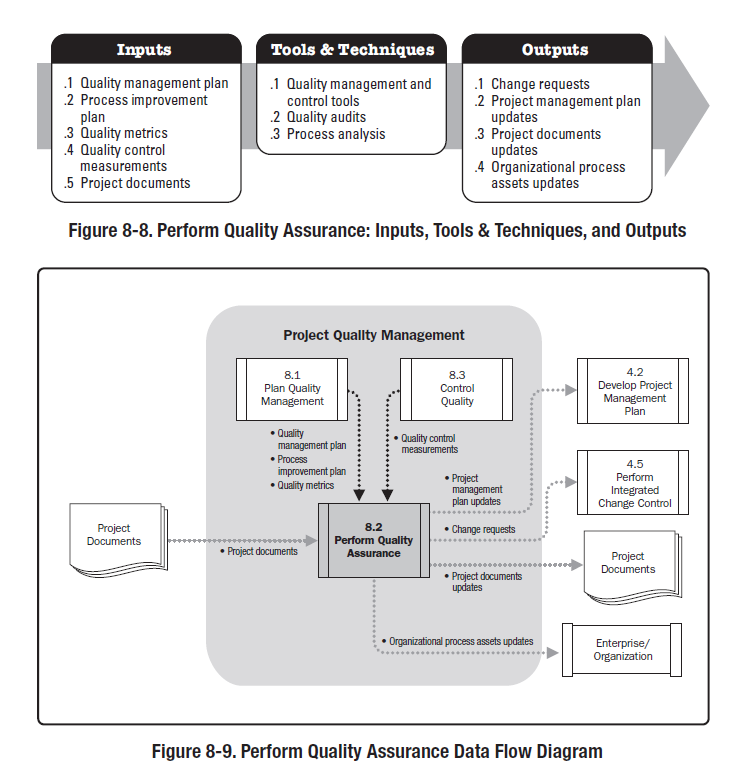 Inputs
.1 Quality management plan
.2 Process improvement
plan
.3 Quality metrics
.4 Quality control
measurements
.5 Project documents
Tools & Techniques
.1 Quality management and
control tools
.2 Quality audits
.3 Process analysis
Outputs
.1 Change requests
.2 Project management plan
updates
.3 Project documents
updates
.4 Organizational process
assets updates
Figure 8-8. Perform Quality Assurance: Inputs, Tools & Techniques, and Outputs
Project Quality Management
8.1
Plan Quality
Management
8.3
Control
Quality
4.2
Develop Project
Management
Plan
• Quality
management plan
• Process
improvement plan
• Quality metrics
• Quality control
measurements
4.5
Perform
Integrated
Change Control
• Project
management
plan updates
Project
Documents
• Project documents
8.2
Perform Quality
Assurance
• Change requests
Project
Documents
• Project documents
updates
• Organizational process assets updates
Enterprise/
Organization
Figure 8-9. Perform Quality Assurance Data Flow Diagram